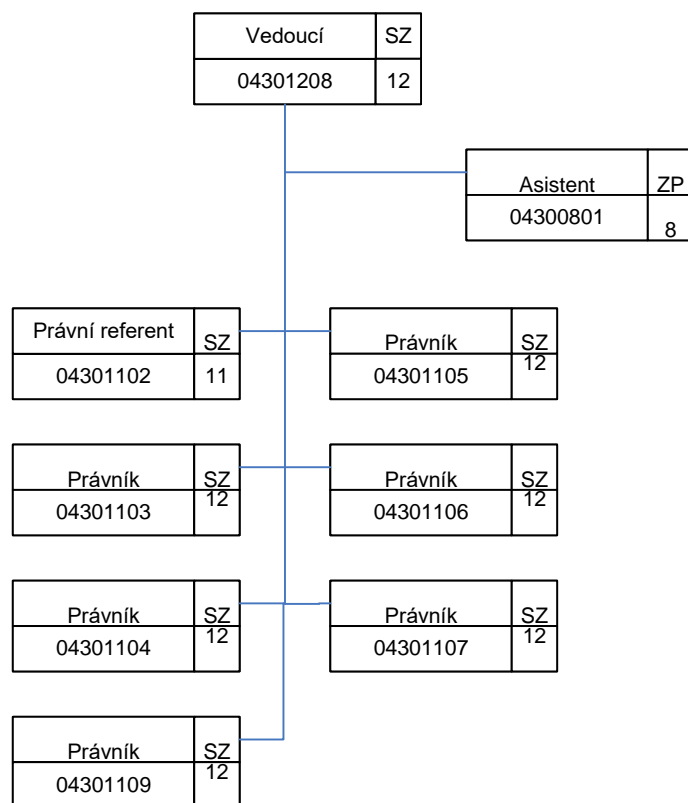 Vedoucí SZ
04301208 12
Asistent ZP
04300801 8
Právní referent SZ
04301102 11
Právník SZ
04301105 12
Právník SZ
04301103 12
Právník SZ
04301106 12
Právník SZ
04301104 12
Právník SZ
04301107 12
Právník SZ
04301109 12